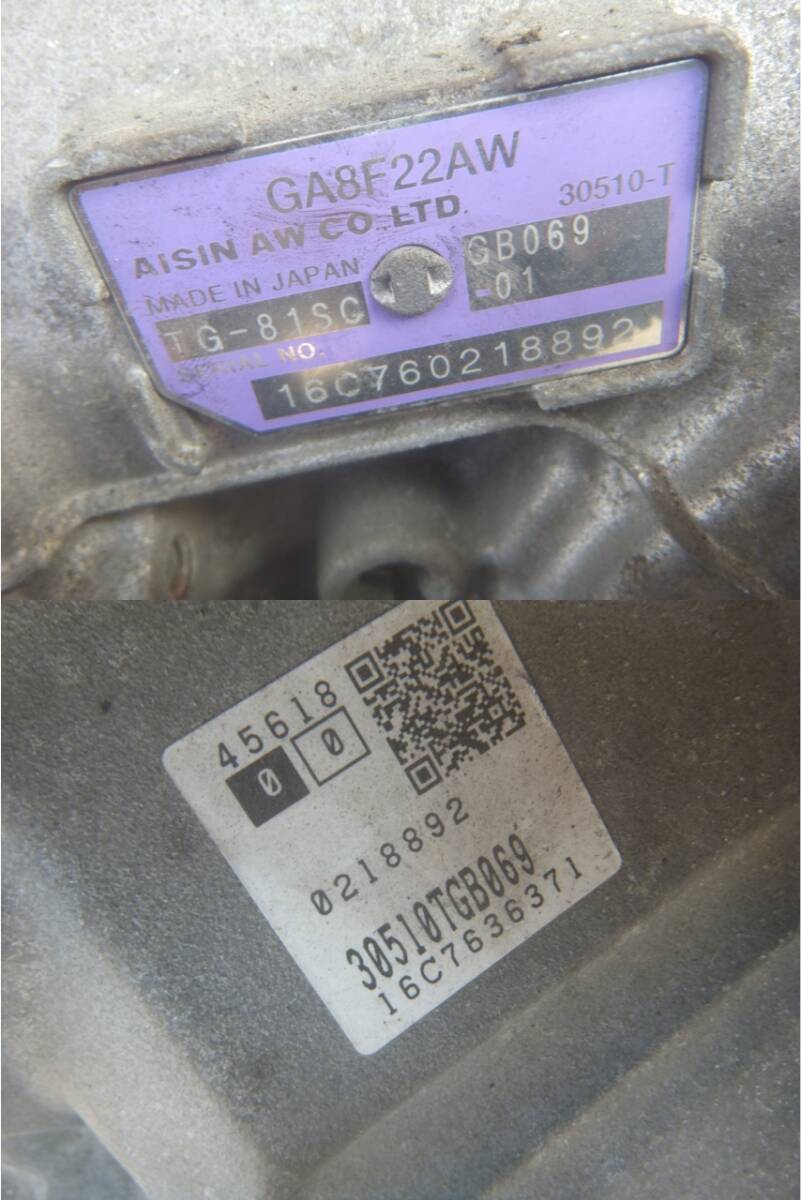 GA8F22AW
AISIN AW CO.,LTD.
30510-T
MADE IN JAPAN
GB069
TG-81SC
-01
SERIAL NO.
16C760218892
45618
0 0
0218892
30510TGB069
16C7636371